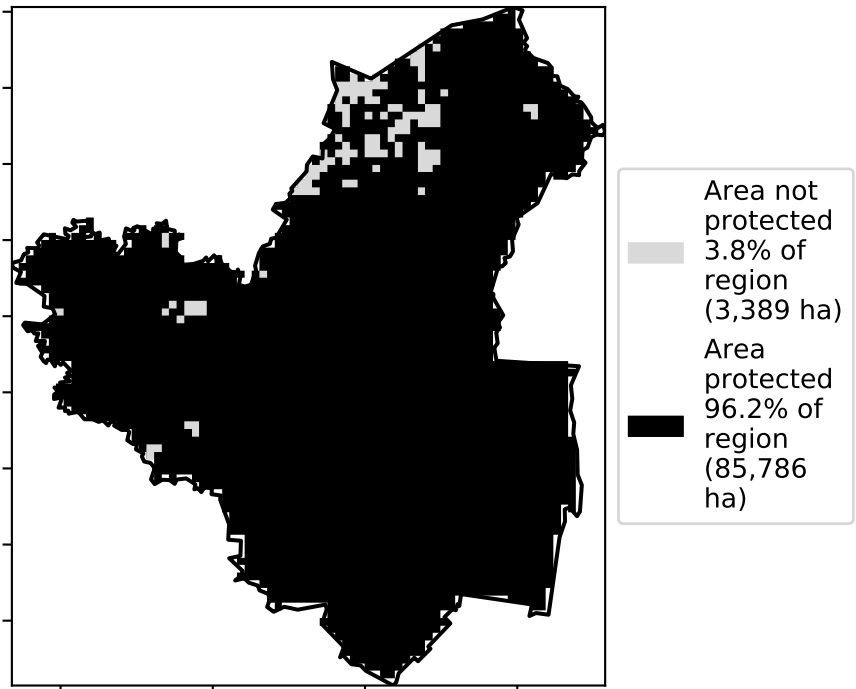 Area not
protected
3.8% of
region
(3,389 ha)
Area
protected
96.2% of
region
(85,786
ha)